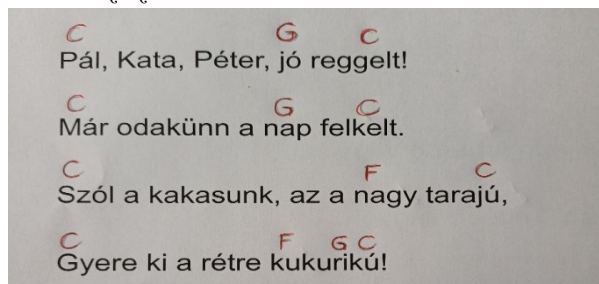 C G C
Pál, Kata, Péter, jó reggelt!
C G C
Már odakünn a nap felkelt.
C F C
Szól a kakasunk, az a nagy tarajú,
C F G C
Gyere ki a rétre kukurikú!